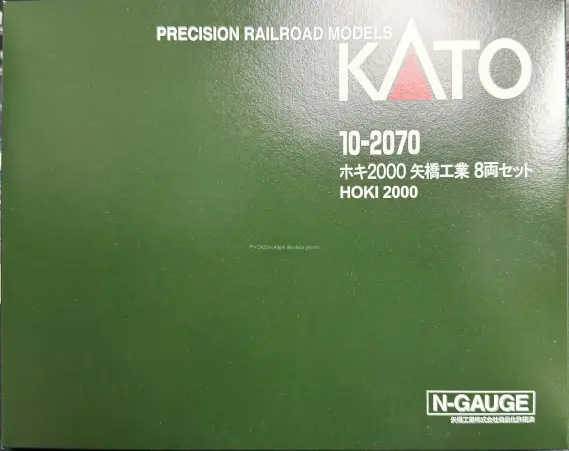 PRECISION RAILROAD MODELS
KATO
10-2070
ホキ2000 矢橋工業 8両セット
HOKI 2000
N-GAUGE
矢橋工業株式会社商品化許諾済